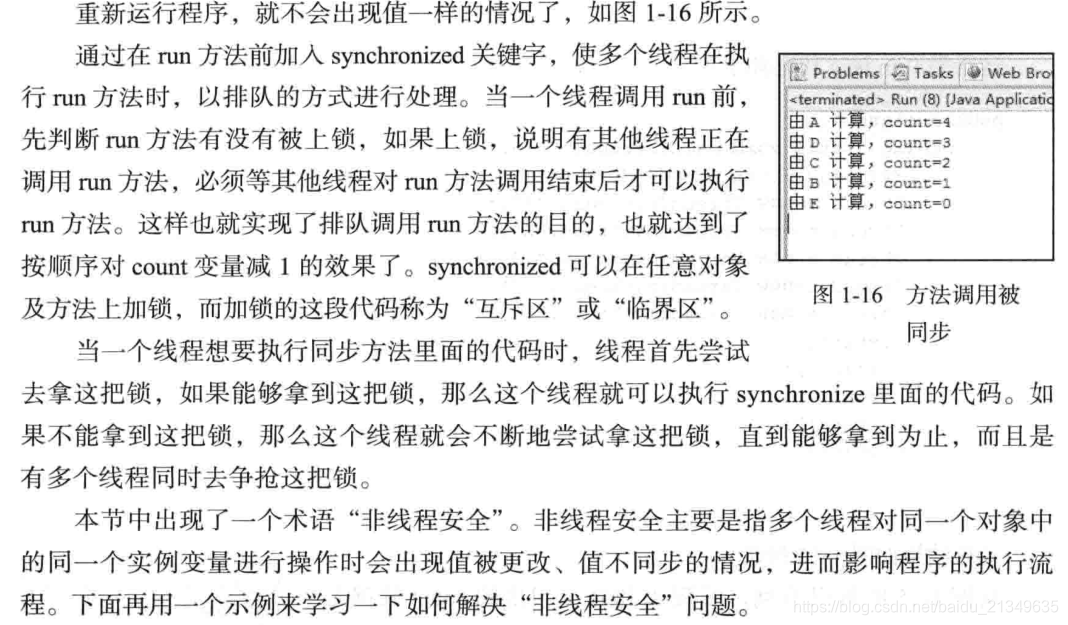 重新运行程序，就不会出现值一样的情况了，如图 1-16 所示。
通过在 run 方法前加入 synchronized 关键字，使多个线程在执
行 run 方法时，以排队的方式进行处理。当一个线程调用 run 前，
先判断 run 方法有没有被上锁，如果上锁，说明有其他线程正在
调用 run 方法，必须等其他线程对 run 方法调用结束后才可以执行
run 方法。这样也就实现了排队调用 run 方法的目的，也就达到了
按顺序对 count 变量减 1 的效果了。synchronized 可以在任意对象
及方法上加锁，而加锁的这段代码称为“互斥区”或“临界区”。
Problems Tasks Web Bro
<terminated> Run (8) [Java Applicatio
由 A 计算，count=4
由 D 计算，count=3
由 C 计算，count=2
由 B 计算，count=1
由 E 计算，count=0
图 1-16 方法调用被
同步
当一个线程想要执行同步方法里面的代码时，线程首先尝试
去拿这把锁，如果能够拿到这把锁，那么这个线程就可以执行 synchronize 里面的代码。如
果不能拿到这把锁，那么这个线程就会不断地尝试拿这把锁，直到能够拿到为止，而且是
有多个线程同时去争抢这把锁。
本节中出现了一个术语“非线程安全”。非线程安全主要是指多个线程对同一个对象中
的同一个实例变量进行操作时会出现值被更改、值不同步的情况，进而影响程序的执行流
程。下面再用一个示例来学习一下如何解决“非线程安全”问题。
https://blog.csdn.net/baidu_21349635